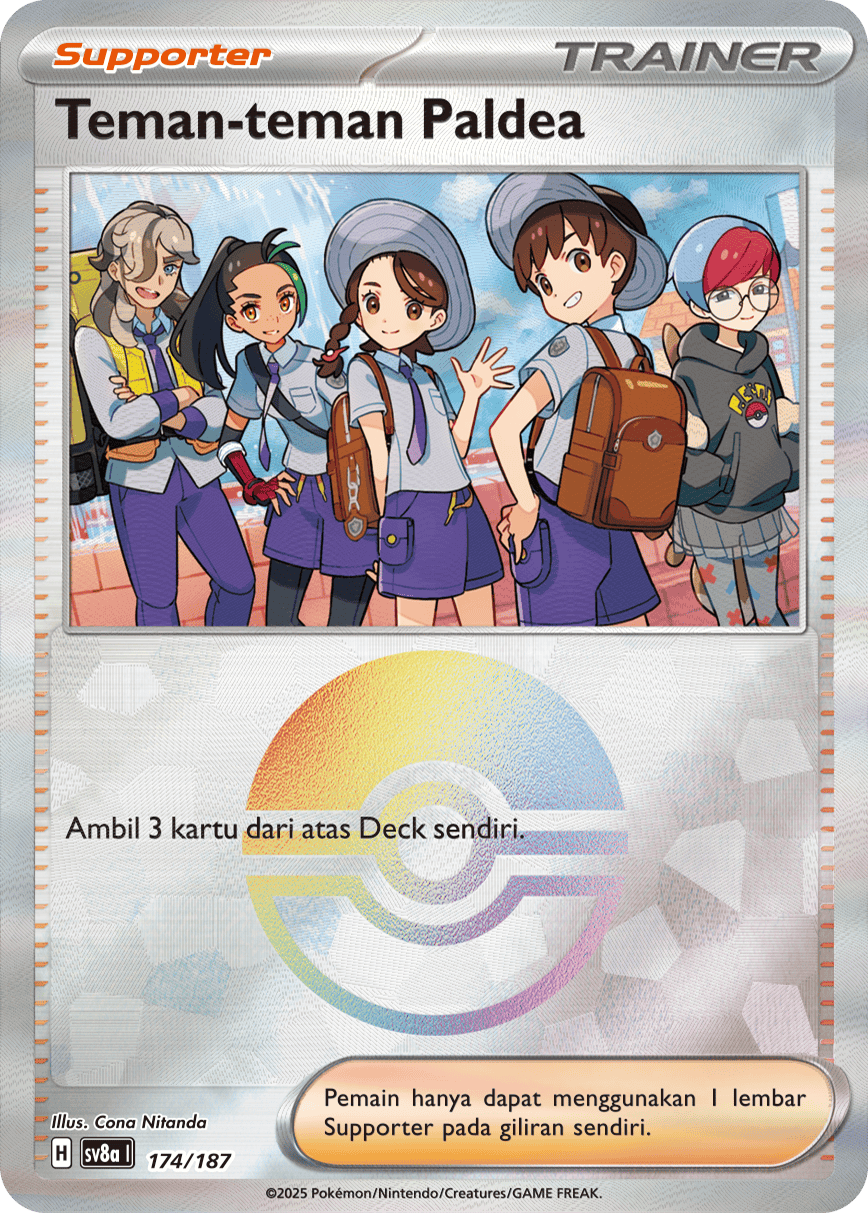 Supporter
TRAINER
Teman-teman Paldea
Ambil 3 kartu dari atas Deck sendiri.
Pemain hanya dapat menggunakan 1 lembar
Supporter pada giliran sendiri.
Illus. Cona Nitanda
H sv8a I 174/187
©2025 Pokémon/Nintendo/Creatures/GAME FREAK.